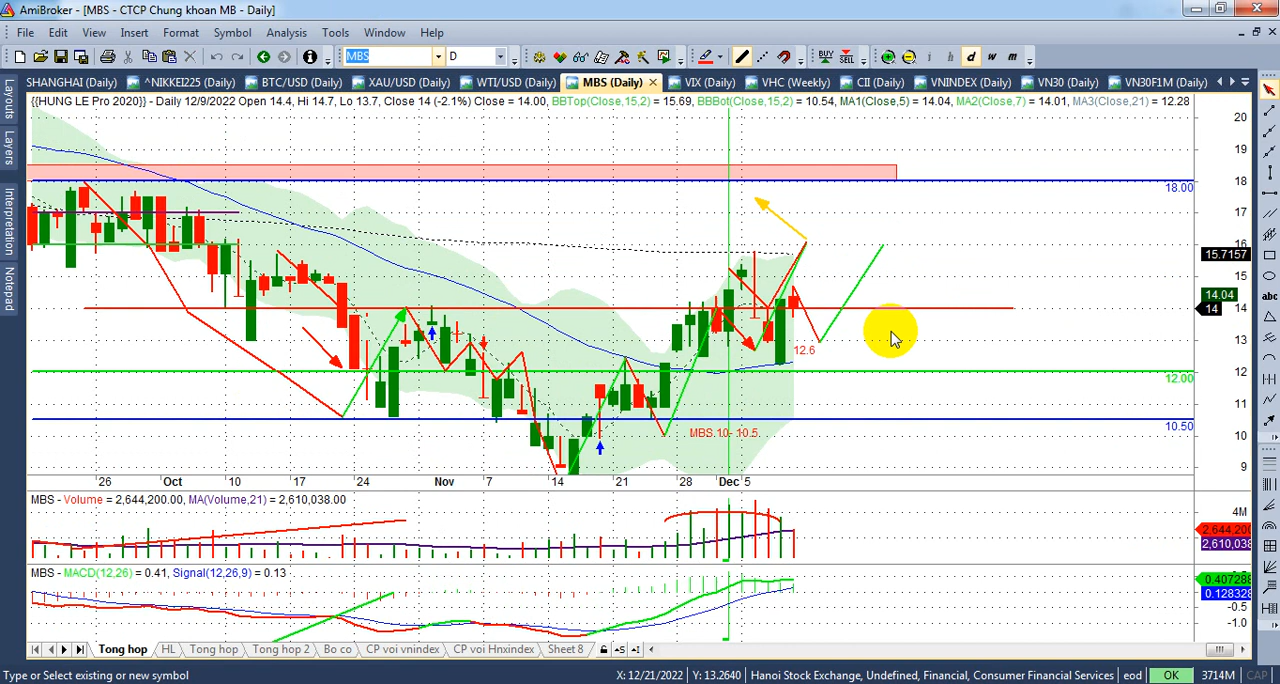 AmiBroker - [MBS - CTCP Chung khoan MB - Daily]
File Edit View Insert Format Symbol Analysis Tools Window Help
MBS D BUY SELL i h d w m
SHANGHAI (Daily) ^NIKKEI225 (Daily) BTC/USD (Daily) XAU/USD (Daily) WTI/USD (Daily) MBS (Daily) VIX (Daily) VHC (Weekly) CII (Daily) VNINDEX (Daily) VN30 (Daily) VN30F1M (Daily)
Layouts
Layers
Interpretation
Notepad
{{HUNG LE Pro 2020}} - Daily 12/9/2022 Open 14.4, Hi 14.7, Lo 13.7, Close 14 (-2.1%) Close = 14.00, BBTop(Close,15,2) = 15.69, BBBot(Close,15,2) = 10.54, MA1(Close,5) = 14.04, MA2(Close,7) = 14.01, MA3(Close,21) = 12.28
20
19
18
18.00
17
16
15.7157
15
14.04
14 14
13
12.6
12
12.00
11
MBS.10- 10.5
10.50
10
9
26 Oct 10 17 24 Nov 7 14 21 28 Dec 5
MBS - Volume = 2,644,200.00, MA(Volume,21) = 2,610,038.00
4M
2,644,200
2,610,038
MBS - MACD(12,26) = 0.41, Signal(12,26,9) = 0.13
0.407288
0.128328
-0.5
-1.0
Tong hop HL Tong hop Tong hop 2 Bo co CP voi vnindex CP voi Hnxindex Sheet 8
abc
Type or Select existing or new symbol X: 12/21/2022 Y: 13.2640 Hanoi Stock Exchange, Undefined, Financial, Consumer Financial Services eod OK 3714M CAP